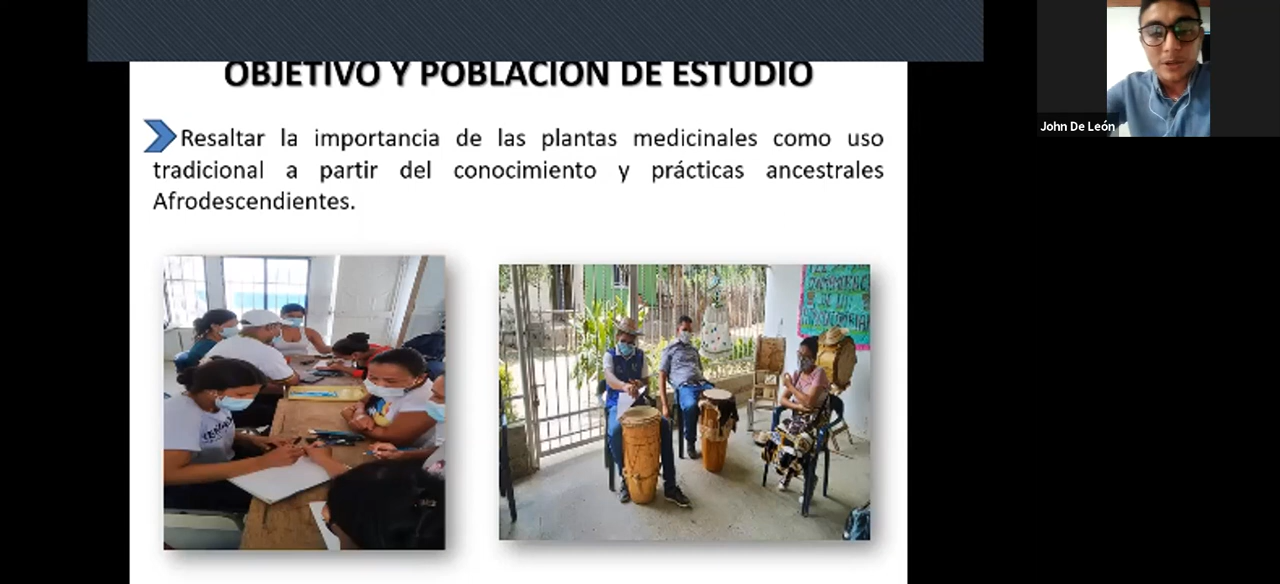 OBJETIVO Y POBLACIÓN DE ESTUDIO
Resaltar la importancia de las plantas medicinales como uso
tradicional a partir del conocimiento y prácticas ancestrales
Afrodescendientes.
John De León